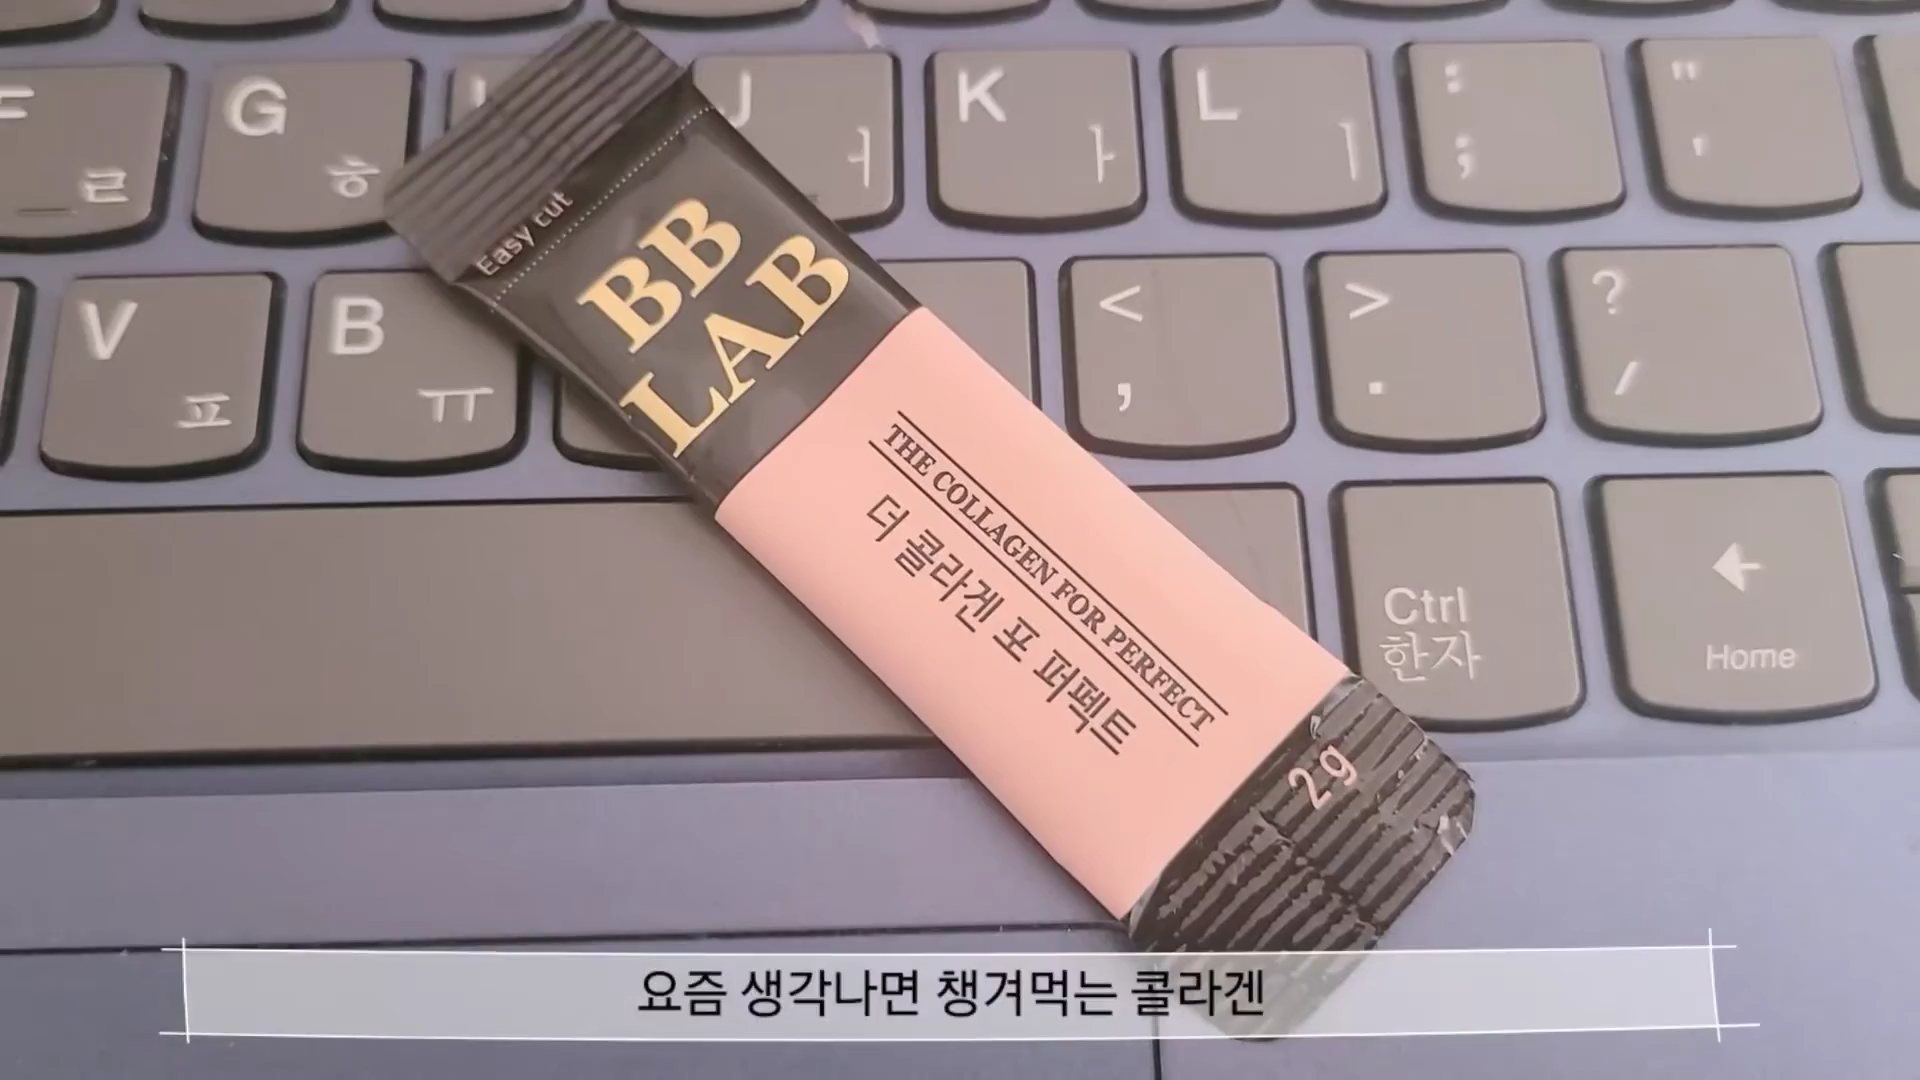 G ㅎ
J ㅓ
K ㅏ
L ㅣ
: ;
" '
ㄹ
V ㅍ
B ㅠ
< ,
> .
? /
Ctrl
한자
Home
Easy cut
BB
LAB
THE COLLAGEN FOR PERFECT
더 콜라겐 포 퍼펙트
2g
요즘 생각나면 챙겨먹는 콜라겐